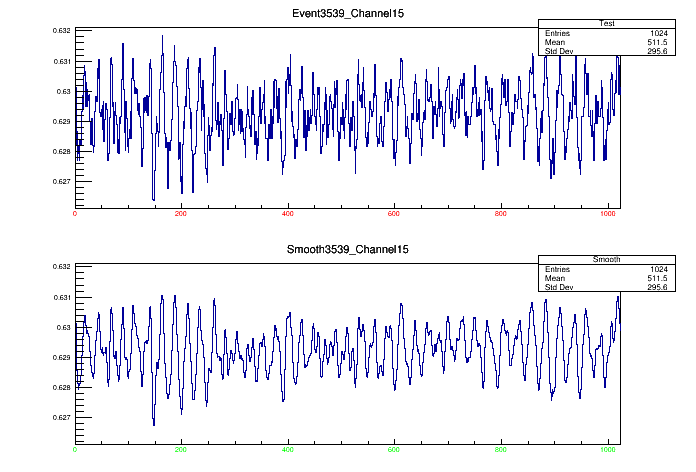 Event3539_Channel15
Test
Entries 1024
Mean 511.5
Std Dev 295.6
0.632
0.631
0.63
0.629
0.628
0.627
0 200 400 600 800 1000
Smooth3539_Channel15
Smooth
Entries 1024
Mean 511.5
Std Dev 295.6
0.632
0.631
0.63
0.629
0.628
0.627
0 200 400 600 800 1000